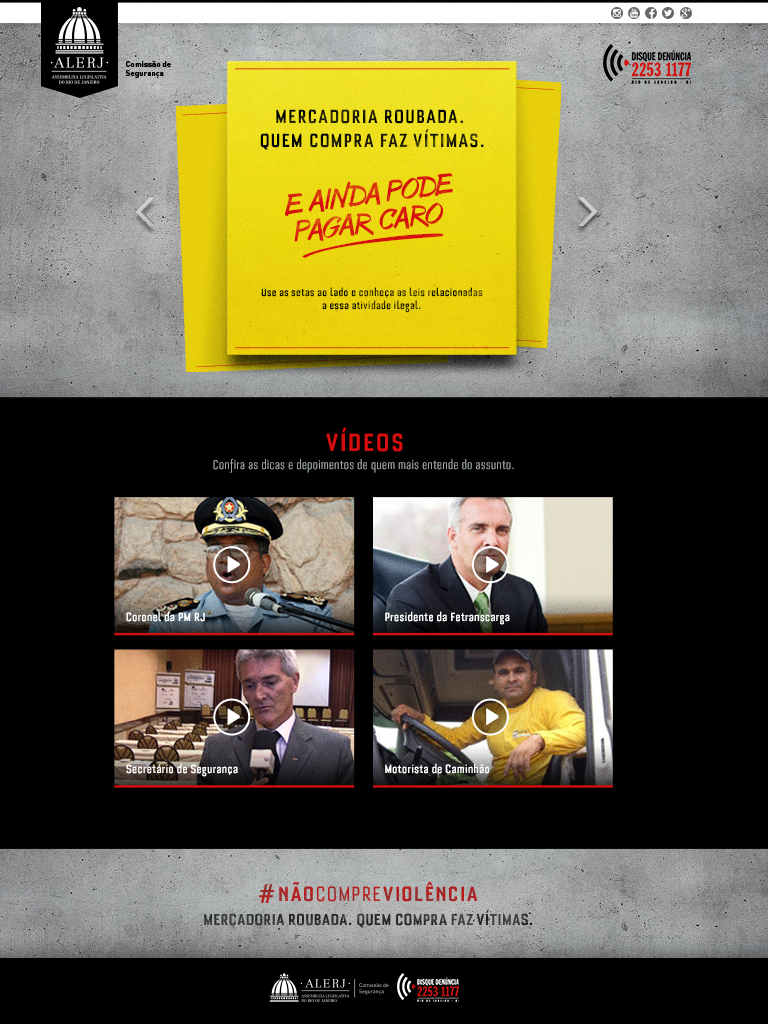 · ALERJ ·
ASSEMBLEIA LEGISLATIVA
DO RIO DE JANEIRO
Comissão de
Segurança
DISQUE DENÚNCIA
2253 1177
RIO DE JANEIRO - RJ
MERCADORIA ROUBADA.
QUEM COMPRA FAZ VÍTIMAS.
E AINDA PODE
PAGAR CARO
Use as setas ao lado e conheça as leis relacionadas
a essa atividade ilegal.
VÍDEOS
Confira as dicas e depoimentos de quem mais entende do assunto.
Coronel da PM RJ
Presidente da Fetranscarga
Secretário de Segurança
Motorista de Caminhão
#NÃOCOMPREVIOLÊNCIA
MERCADORIA ROUBADA. QUEM COMPRA FAZ VÍTIMAS.
· ALERJ ·
ASSEMBLEIA LEGISLATIVA
DO RIO DE JANEIRO
Comissão de
Segurança
DISQUE DENÚNCIA
2253 1177
RIO DE JANEIRO - RJ